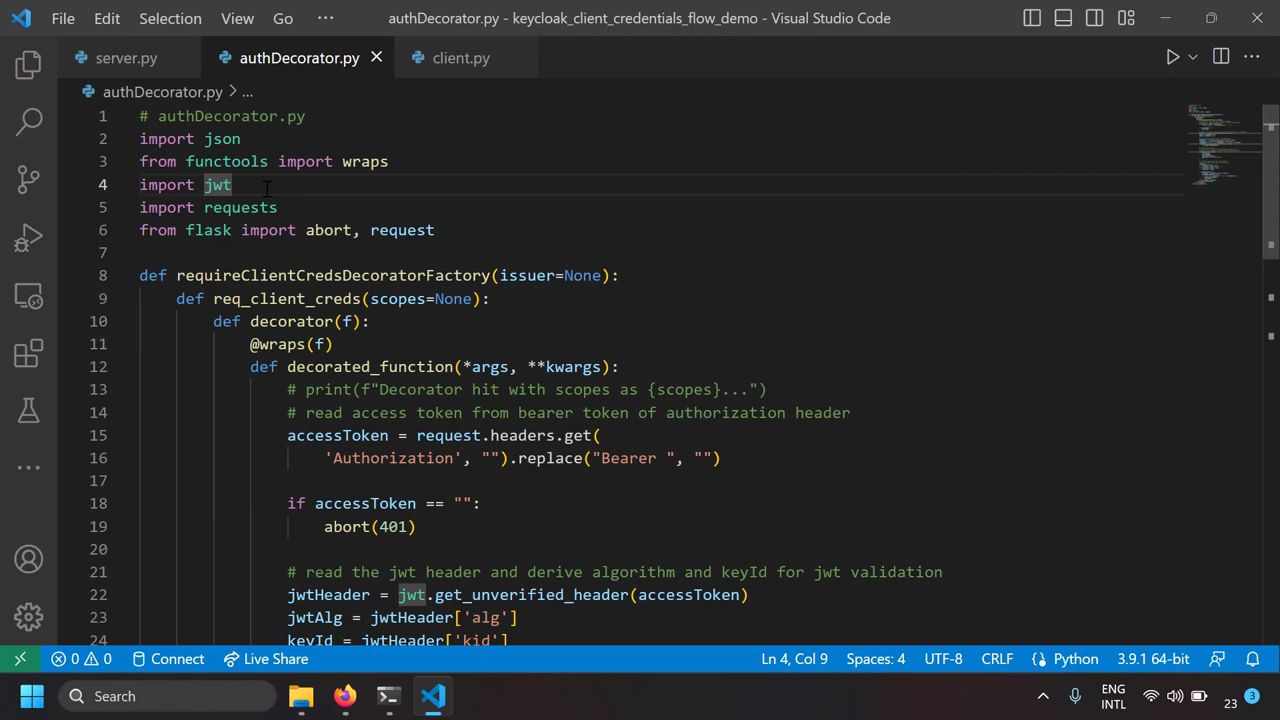 File Edit Selection View Go ··· authDecorator.py - keycloak_client_credentials_flow_demo - Visual Studio Code
server.py authDecorator.py client.py
authDecorator.py > ...
1 # authDecorator.py
2 import json
3 from functools import wraps
4 import jwt
5 import requests
6 from flask import abort, request
7
8 def requireClientCredsDecoratorFactory(issuer=None):
9 def req_client_creds(scopes=None):
10 def decorator(f):
11 @wraps(f)
12 def decorated_function(*args, **kwargs):
13 # print(f"Decorator hit with scopes as {scopes}...")
14 # read access token from bearer token of authorization header
15 accessToken = request.headers.get(
16 'Authorization', "").replace("Bearer ", "")
17
18 if accessToken == "":
19 abort(401)
20
21 # read the jwt header and derive algorithm and keyId for jwt validation
22 jwtHeader = jwt.get_unverified_header(accessToken)
23 jwtAlg = jwtHeader['alg']
24 keyId = jwtHeader['kid']
0 0 Connect Live Share Ln 4, Col 9 Spaces: 4 UTF-8 CRLF Python 3.9.1 64-bit
Search ENG INTL 23 3